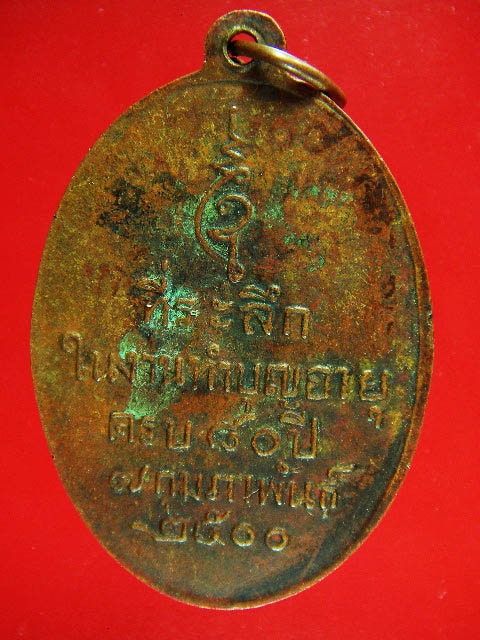 ที่ระลึก
ในงานทำบุญอายุ
ครบ ๘๐ ปี
๗ กุมภาพันธ์
๒๕๑๐